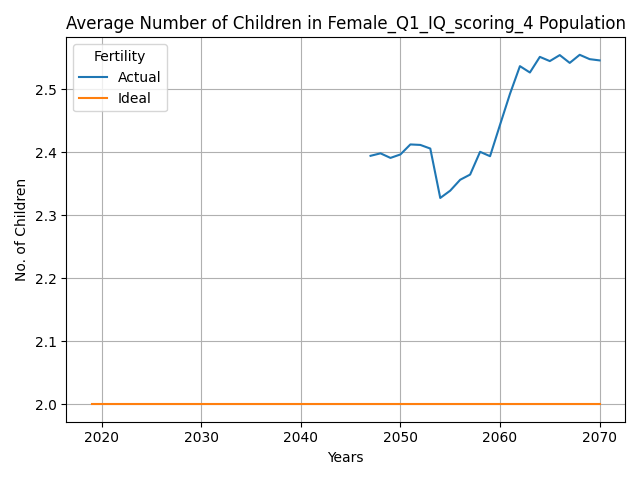 Average Number of Children in Female_Q1_IQ_scoring_4 Population
Fertility
Actual
Ideal
No. of Children
2.5
2.4
2.3
2.2
2.1
2.0
2020 2030 2040 2050 2060 2070
Years